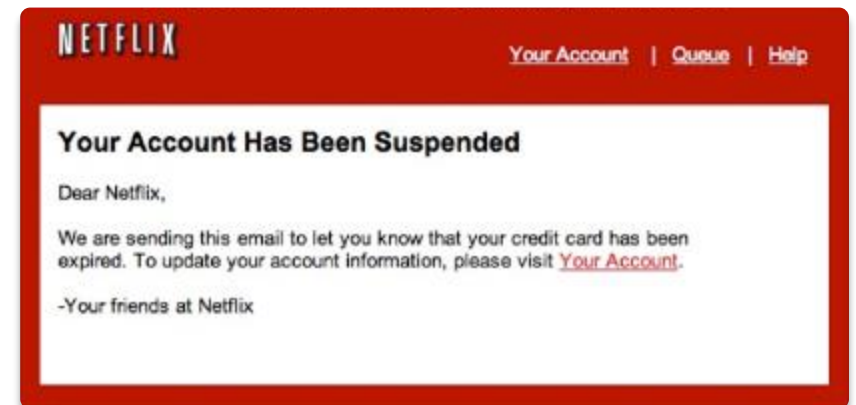 NETFLIX
Your Account | Queue | Help
Your Account Has Been Suspended
Dear Netflix,
We are sending this email to let you know that your credit card has been
expired. To update your account information, please visit Your Account.
-Your friends at Netflix